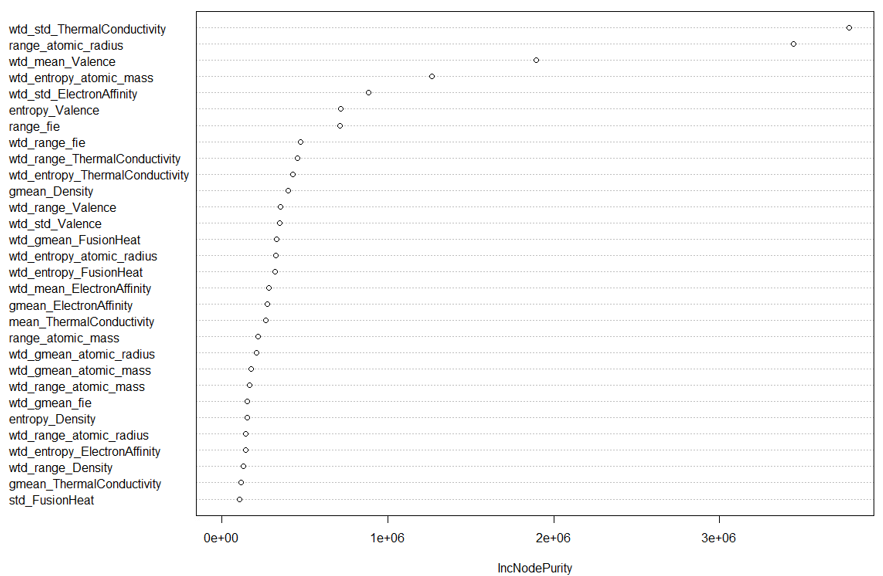 wtd_std_ThermalConductivity
range_atomic_radius
wtd_mean_Valence
wtd_entropy_atomic_mass
wtd_std_ElectronAffinity
entropy_Valence
range_fie
wtd_range_fie
wtd_range_ThermalConductivity
wtd_entropy_ThermalConductivity
gmean_Density
wtd_range_Valence
wtd_std_Valence
wtd_gmean_FusionHeat
wtd_entropy_atomic_radius
wtd_entropy_FusionHeat
wtd_mean_ElectronAffinity
gmean_ElectronAffinity
mean_ThermalConductivity
range_atomic_mass
wtd_gmean_atomic_radius
wtd_gmean_atomic_mass
wtd_range_atomic_mass
wtd_gmean_fie
entropy_Density
wtd_range_atomic_radius
wtd_entropy_ElectronAffinity
wtd_range_Density
gmean_ThermalConductivity
std_FusionHeat
0e+00 1e+06 2e+06 3e+06
IncNodePurity